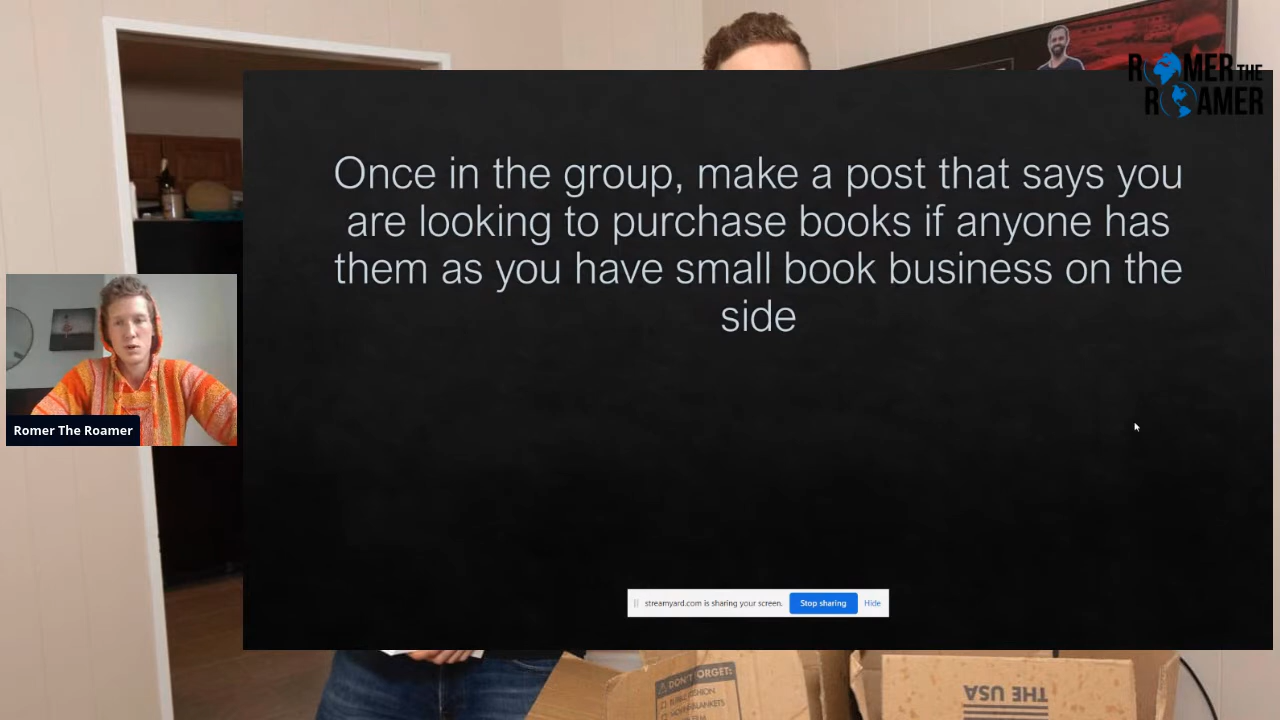 ROMER THE
ROAMER
Once in the group, make a post that says you
are looking to purchase books if anyone has
them as you have small book business on the
side
Romer The Roamer
streamyard.com is sharing your screen.
Stop sharing
Hide
DON'T FORGET:
THE USA